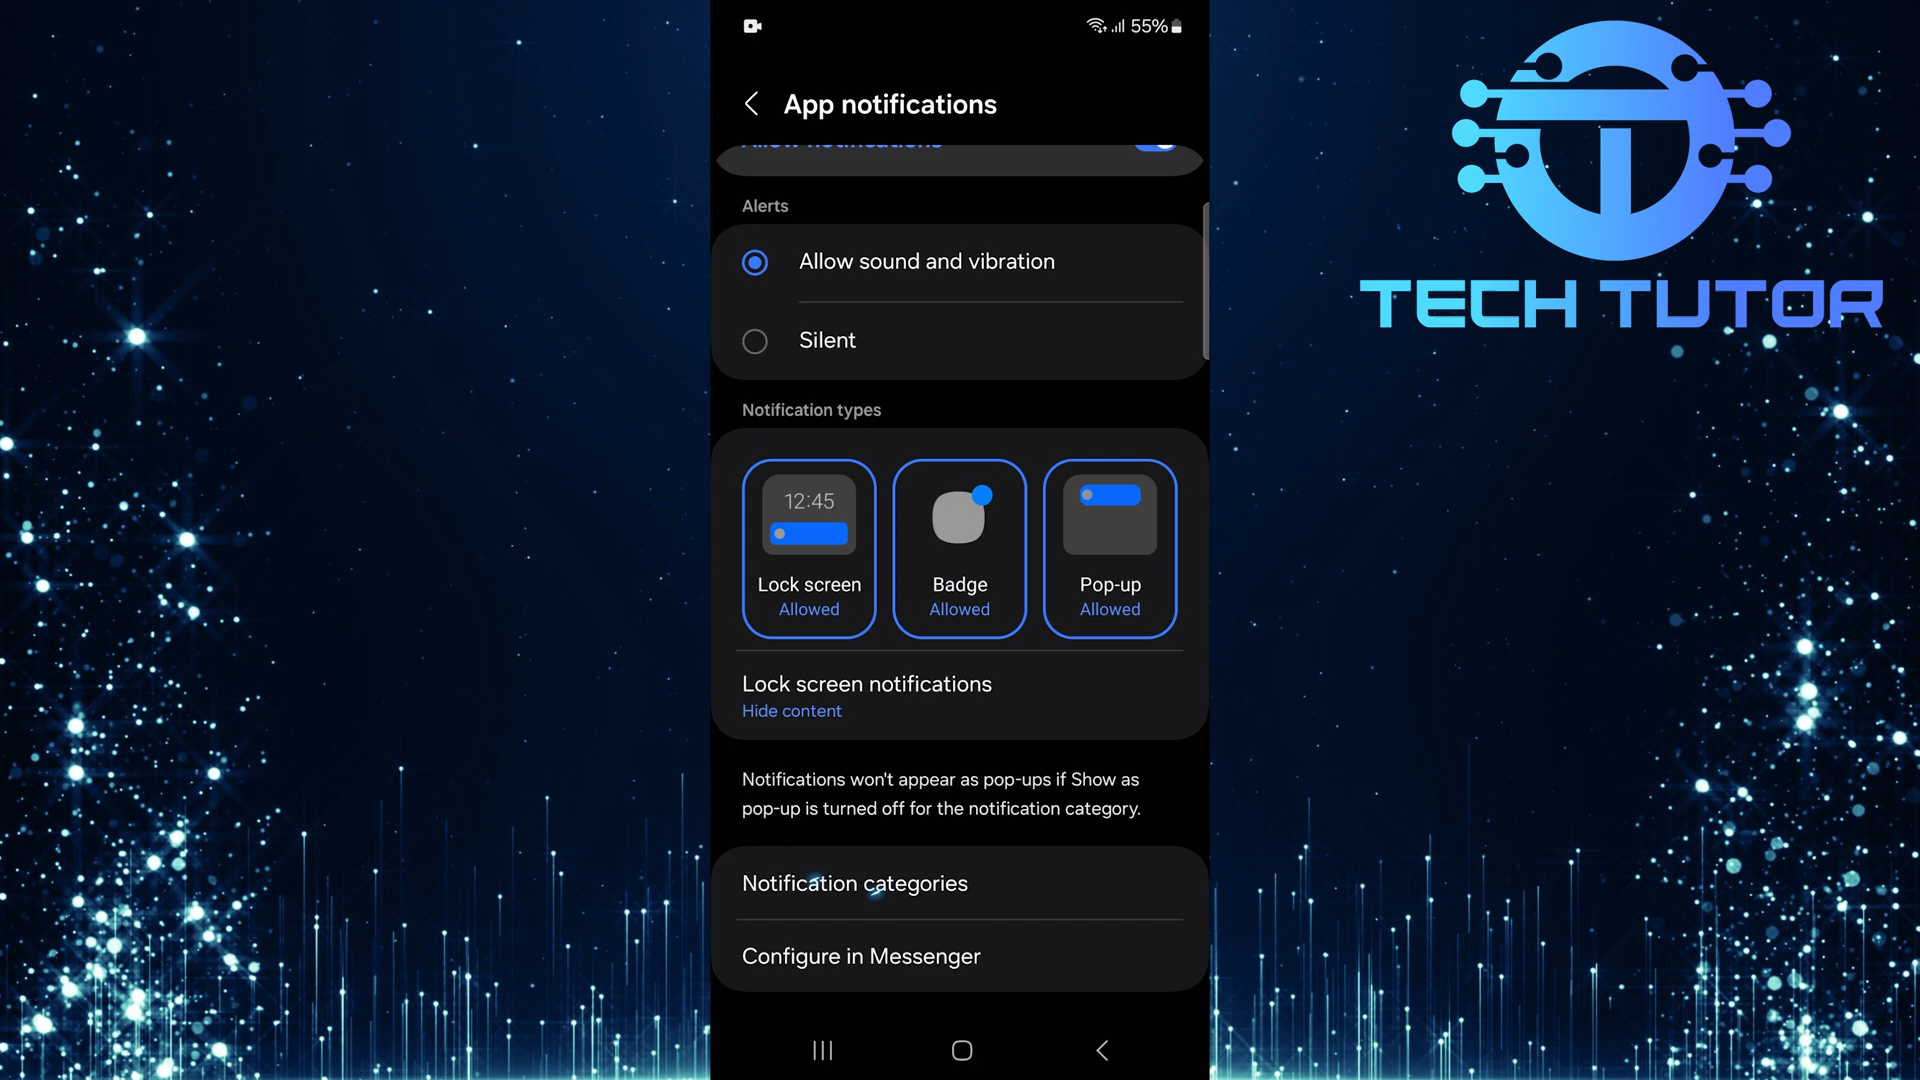 55%
App notifications
Allow notifications
Alerts
Allow sound and vibration
Silent
Notification types
12:45
Lock screen
Allowed
Badge
Allowed
Pop-up
Allowed
Lock screen notifications
Hide content
Notifications won't appear as pop-ups if Show as
pop-up is turned off for the notification category.
Notification categories
Configure in Messenger
TECH TUTOR